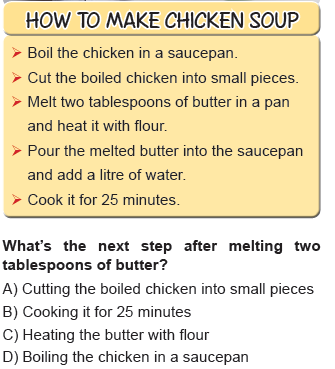 HOW TO MAKE CHICKEN SOUP
➢ Boil the chicken in a saucepan.
➢ Cut the boiled chicken into small pieces.
➢ Melt two tablespoons of butter in a pan
and heat it with flour.
➢ Pour the melted butter into the saucepan
and add a litre of water.
➢ Cook it for 25 minutes.
What's the next step after melting two
tablespoons of butter?
A) Cutting the boiled chicken into small pieces
B) Cooking it for 25 minutes
C) Heating the butter with flour
D) Boiling the chicken in a saucepan